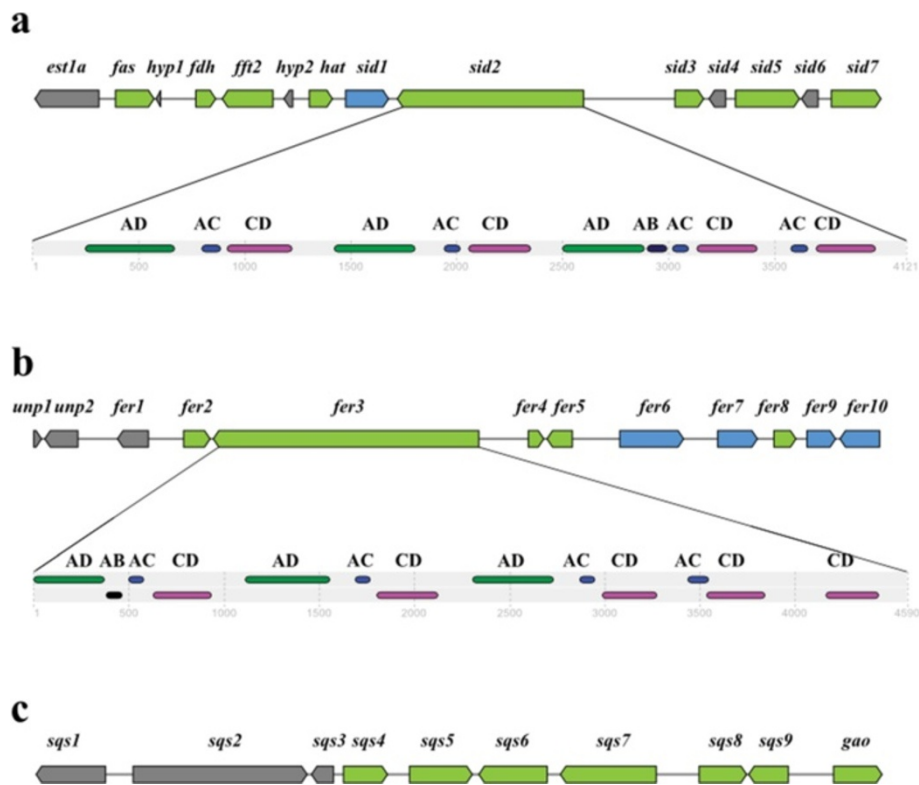 a
est1a fas hyp1 fdh fft2 hyp2 hat sid1 sid2 sid3 sid4 sid5 sid6 sid7
AD AC CD AD AC CD AD AB AC CD AC CD
1 500 1000 1500 2000 2500 3000 3500 4121
b
unp1 unp2 fer1 fer2 fer3 fer4 fer5 fer6 fer7 fer8 fer9 fer10
AD AB AC CD AD AC CD AD AC CD AC CD CD
1 500 1000 1500 2000 2500 3000 3500 4000 4590
c
sqs1 sqs2 sqs3 sqs4 sqs5 sqs6 sqs7 sqs8 sqs9 gao